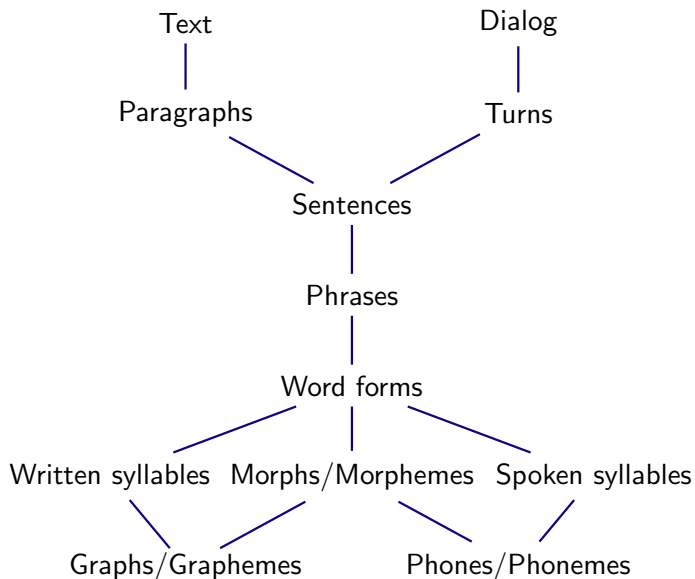 Text
Dialog
Paragraphs
Turns
Sentences
Phrases
Word forms
Written syllables
Morphs/Morphemes
Spoken syllables
Graphs/Graphemes
Phones/Phonemes